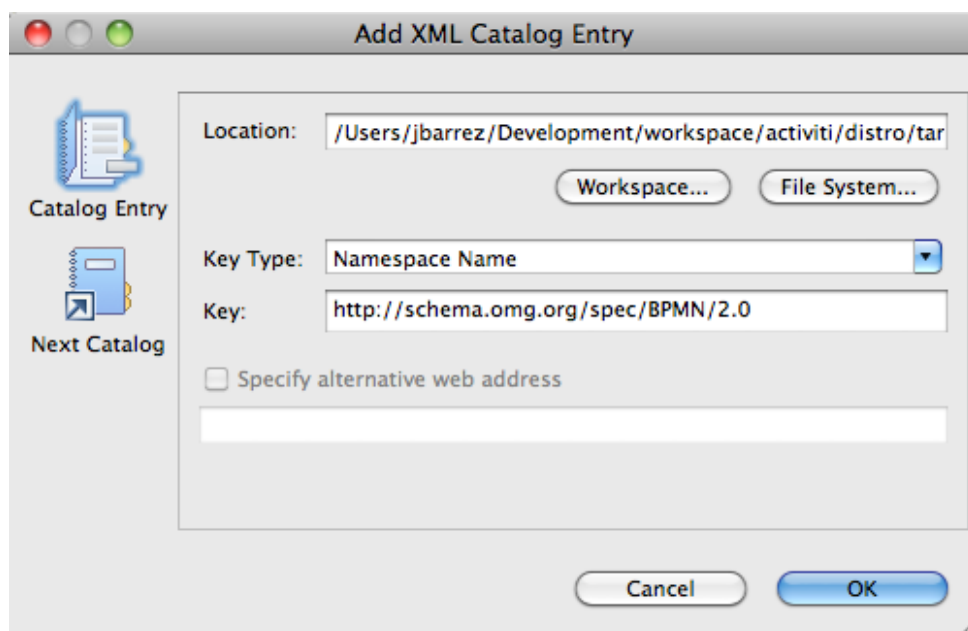 Add XML Catalog Entry
Catalog Entry
Next Catalog
Location: /Users/jbarrez/Development/workspace/activiti/distro/tar
Workspace... File System...
Key Type: Namespace Name
Key: http://schema.omg.org/spec/BPMN/2.0
Specify alternative web address
Cancel OK